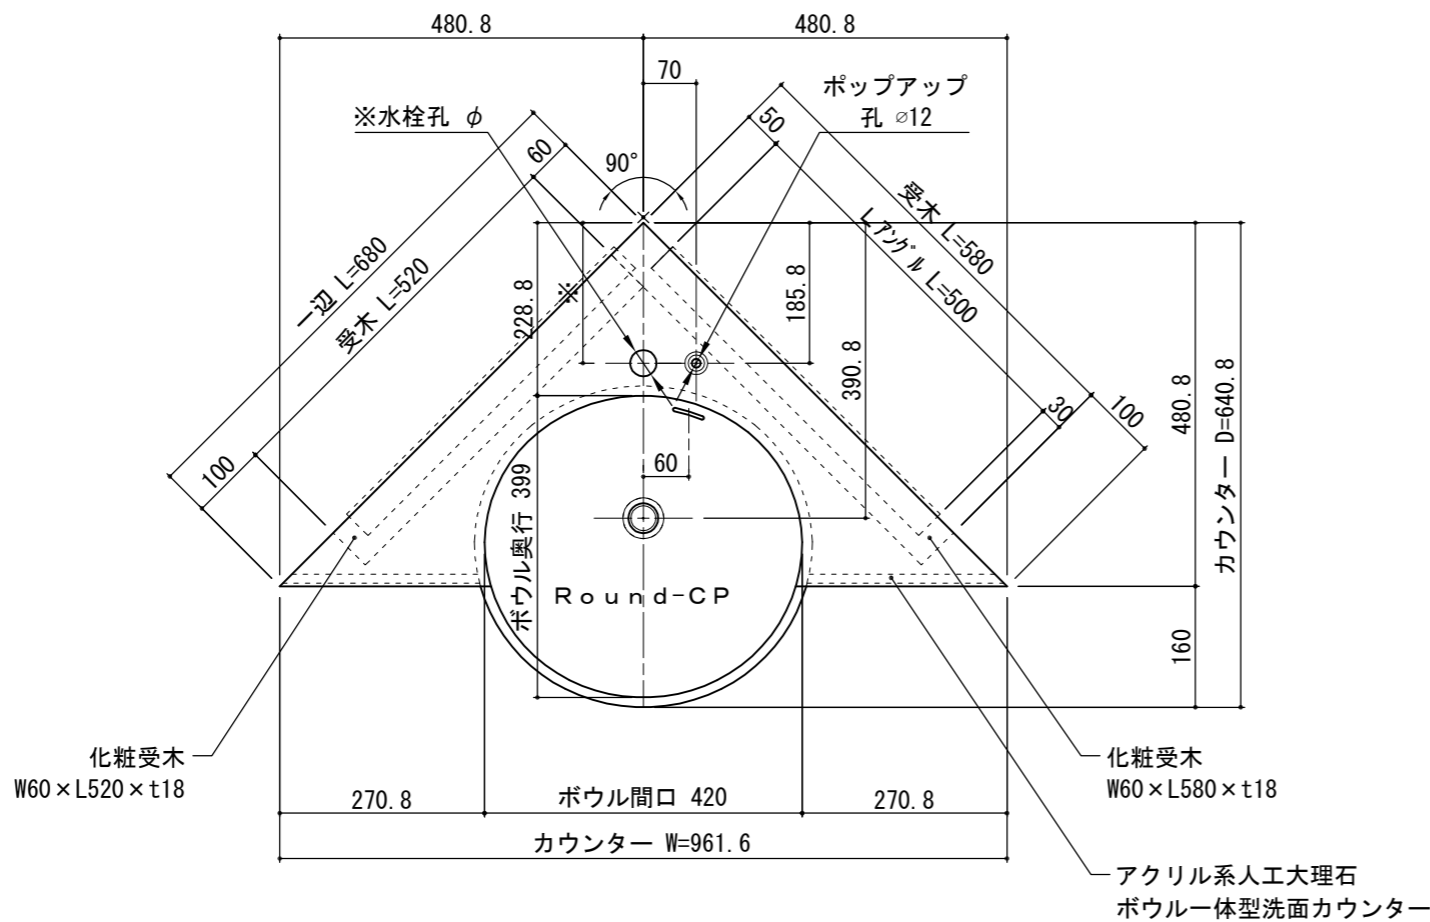 480.8
480.8
70
ポップアップ
孔 ∅12
※水栓孔 φ
50
60
90°
受木 L=580
Lアングル L=500
一辺 L=680
受木 L=520
228.8
※
185.8
390.8
480.8
カウンター D=640.8
30
100
100
60
ボウル奥行 399
Round-CP
160
化粧受木
W60×L520×t18
化粧受木
W60×L580×t18
270.8
ボウル間口 420
270.8
カウンター W=961.6
アクリル系人工大理石
ボウル一体型洗面カウンター